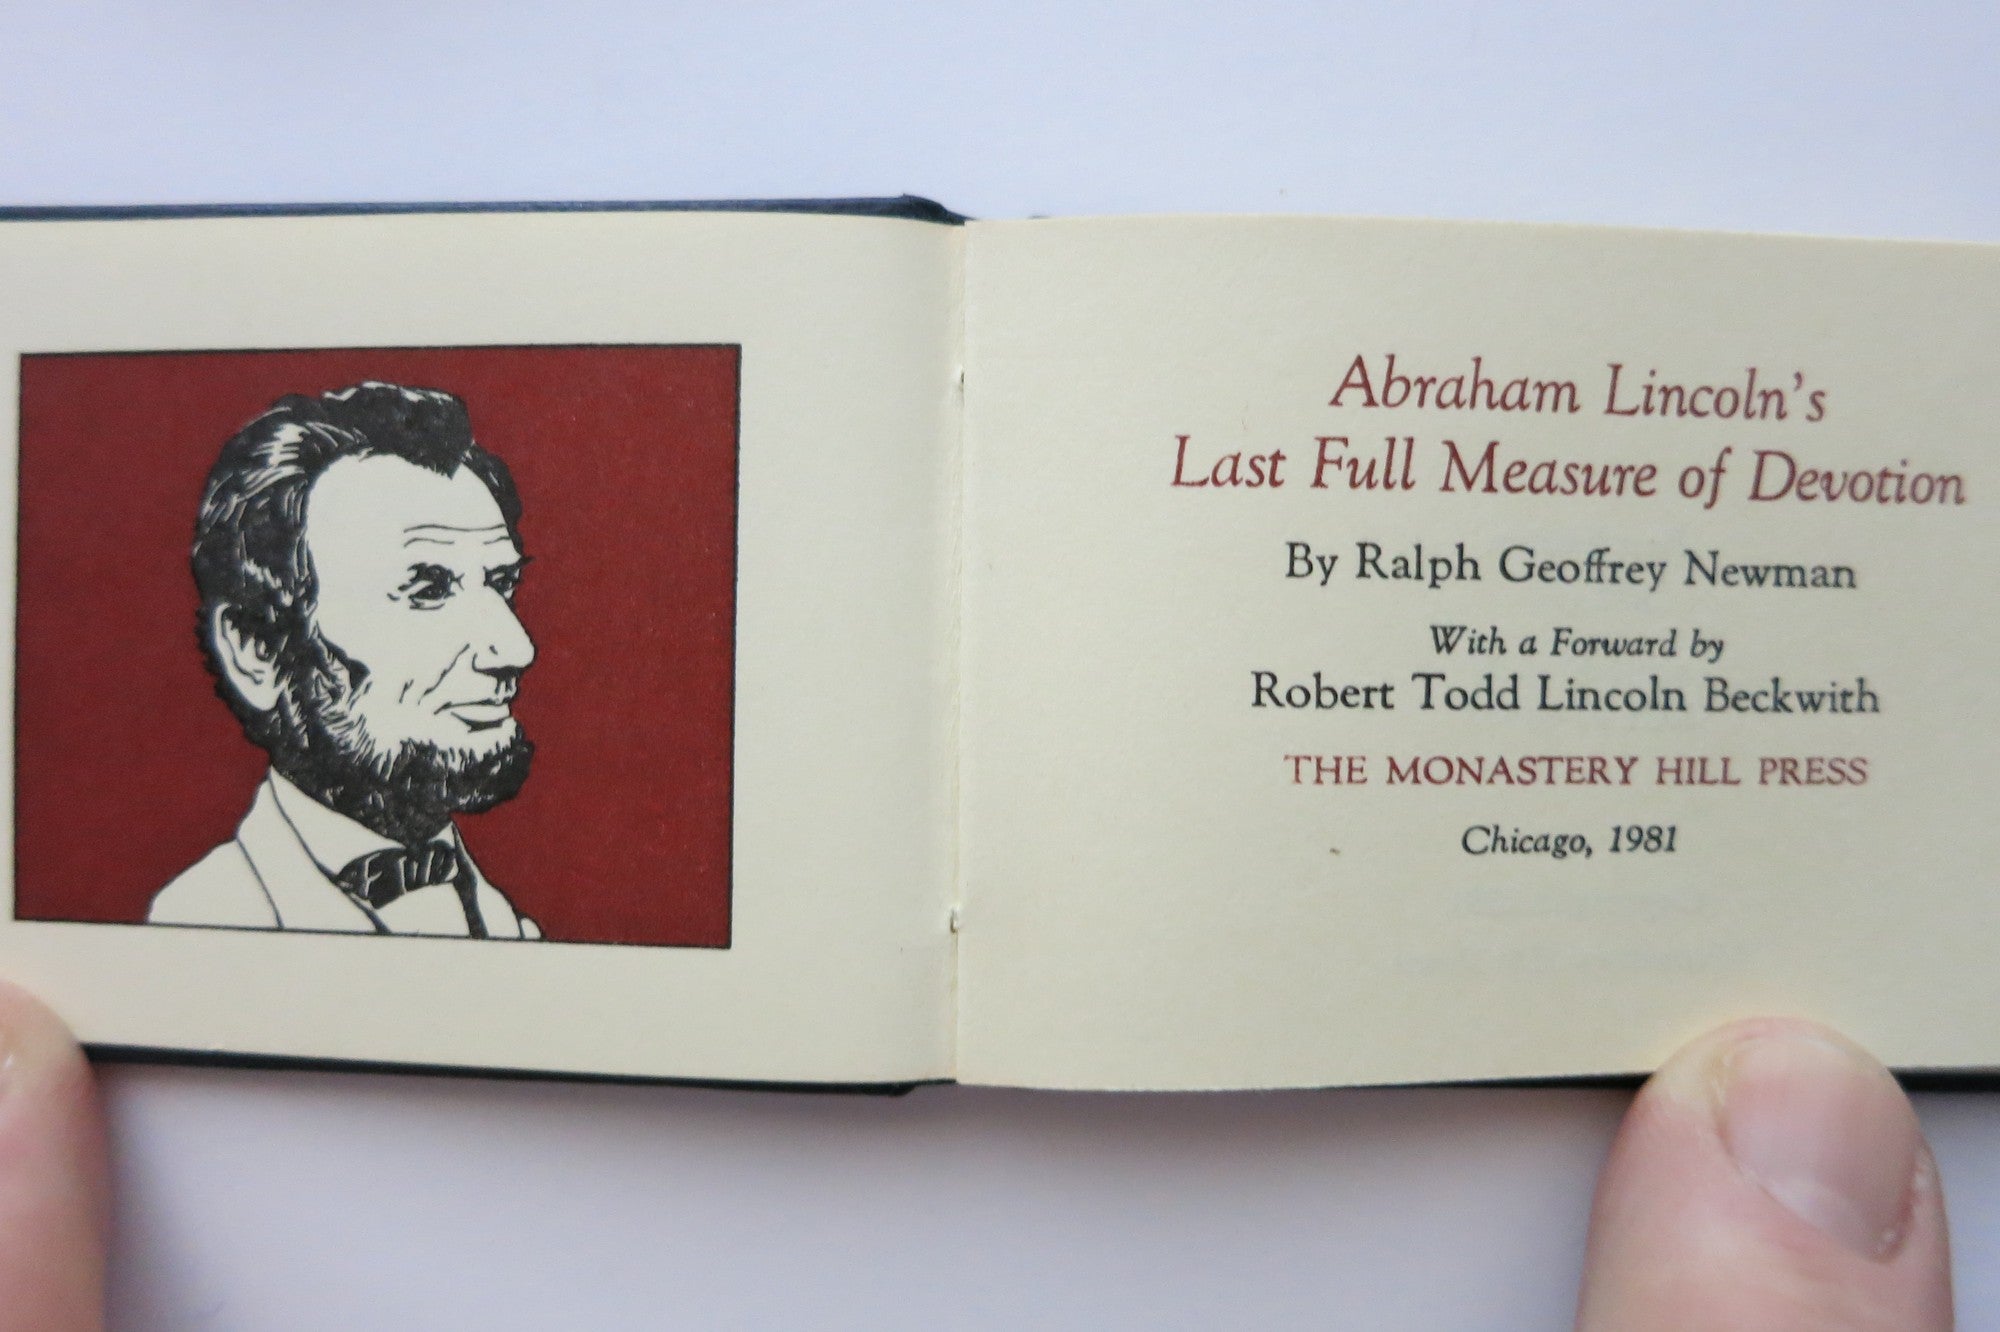 Abraham Lincoln's
Last Full Measure of Devotion
By Ralph Geoffrey Newman
With a Forward by
Robert Todd Lincoln Beckwith
THE MONASTERY HILL PRESS
Chicago, 1981